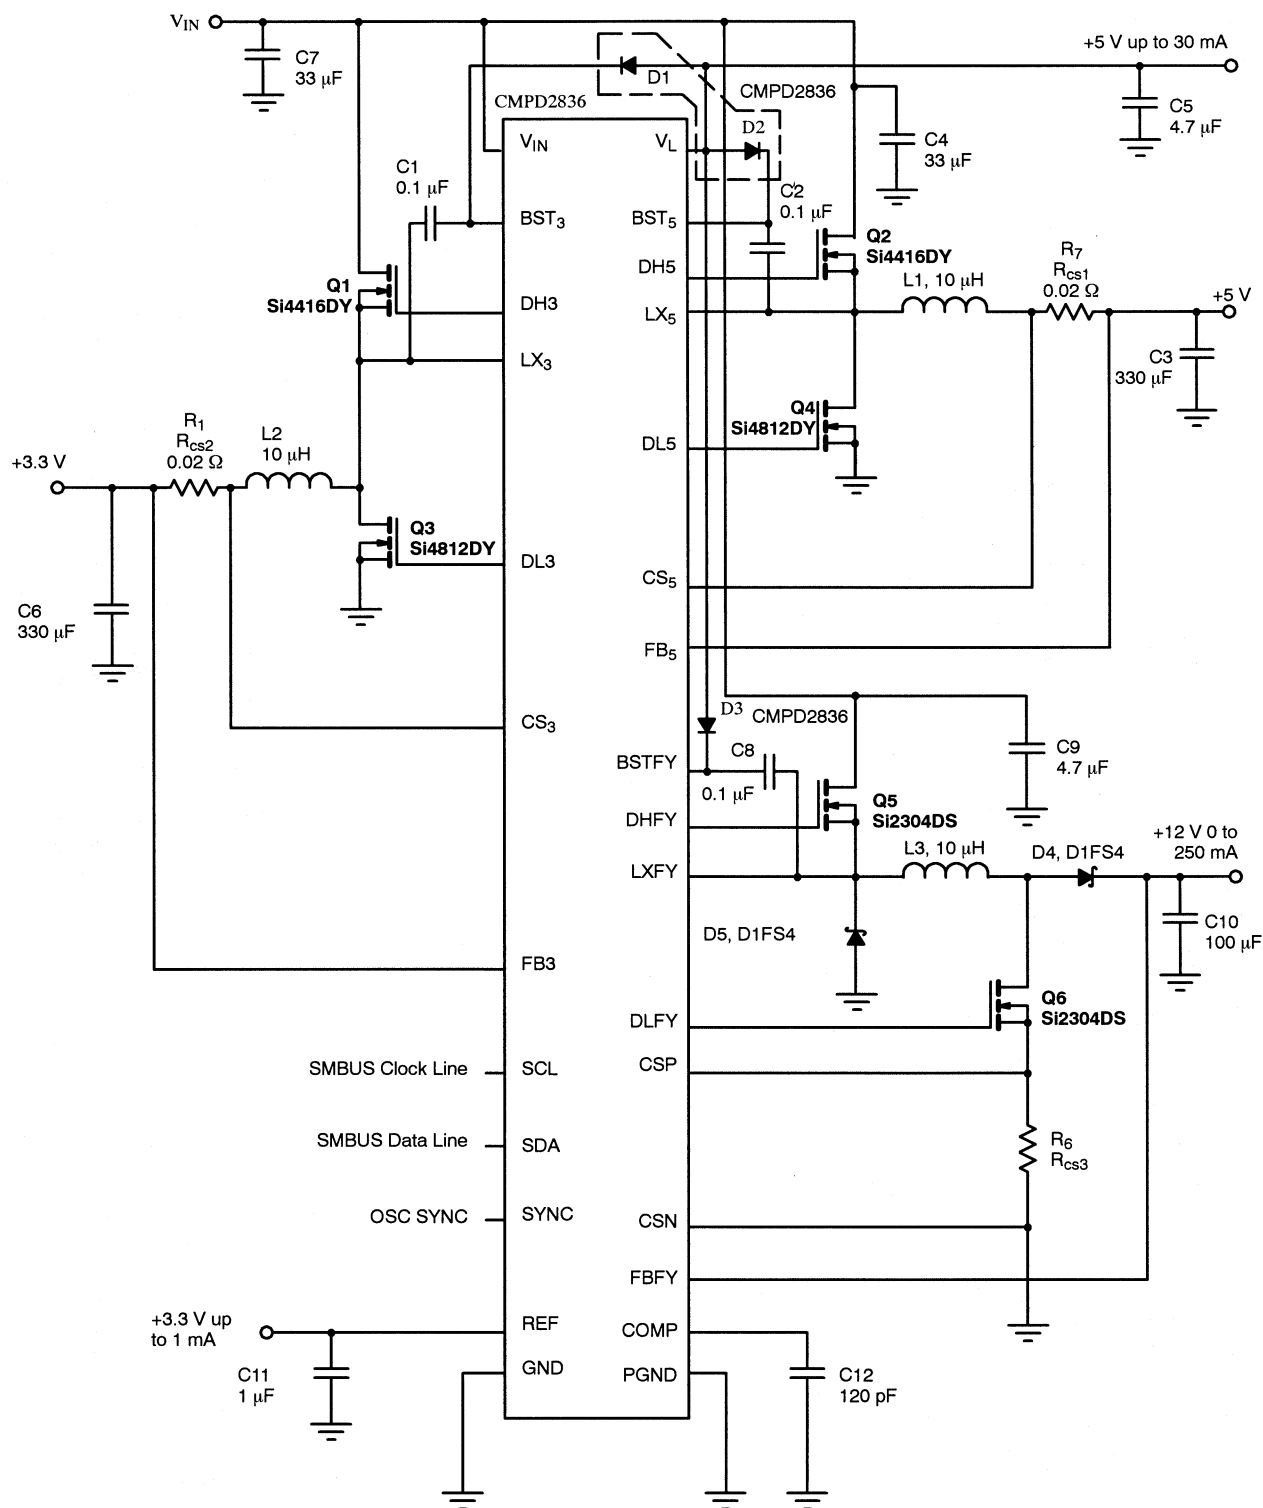 VIN
C7
33 µF
D1
+5 V up to 30 mA
C5
4.7 µF
CMPD2836
CMPD2836
D2
C4
33 µF
VIN
VL
C1
0.1 µF
C2
0.1 µF
BST3
BST5
Q2
Si4416DY
Q1
Si4416DY
DH5
L1, 10 µH
R7
Rcs1
0.02 Ω
+5 V
DH3
LX5
C3
330 µF
LX3
Q4
Si4812DY
DL5
R1
Rcs2
0.02 Ω
L2
10 µH
+3.3 V
Q3
Si4812DY
DL3
CS5
C6
330 µF
FB5
CS3
D3
CMPD2836
BSTFY
C8
0.1 µF
C9
4.7 µF
Q5
Si2304DS
DHFY
L3, 10 µH
D4, D1FS4
+12 V 0 to
250 mA
LXFY
D5, D1FS4
C10
100 µF
FB3
Q6
Si2304DS
DLFY
CSP
SMBUS Clock Line
SCL
SMBUS Data Line
SDA
R6
Rcs3
OSC SYNC
SYNC
CSN
FBFY
+3.3 V up
to 1 mA
REF
COMP
GND
PGND
C11
1 µF
C12
120 pF